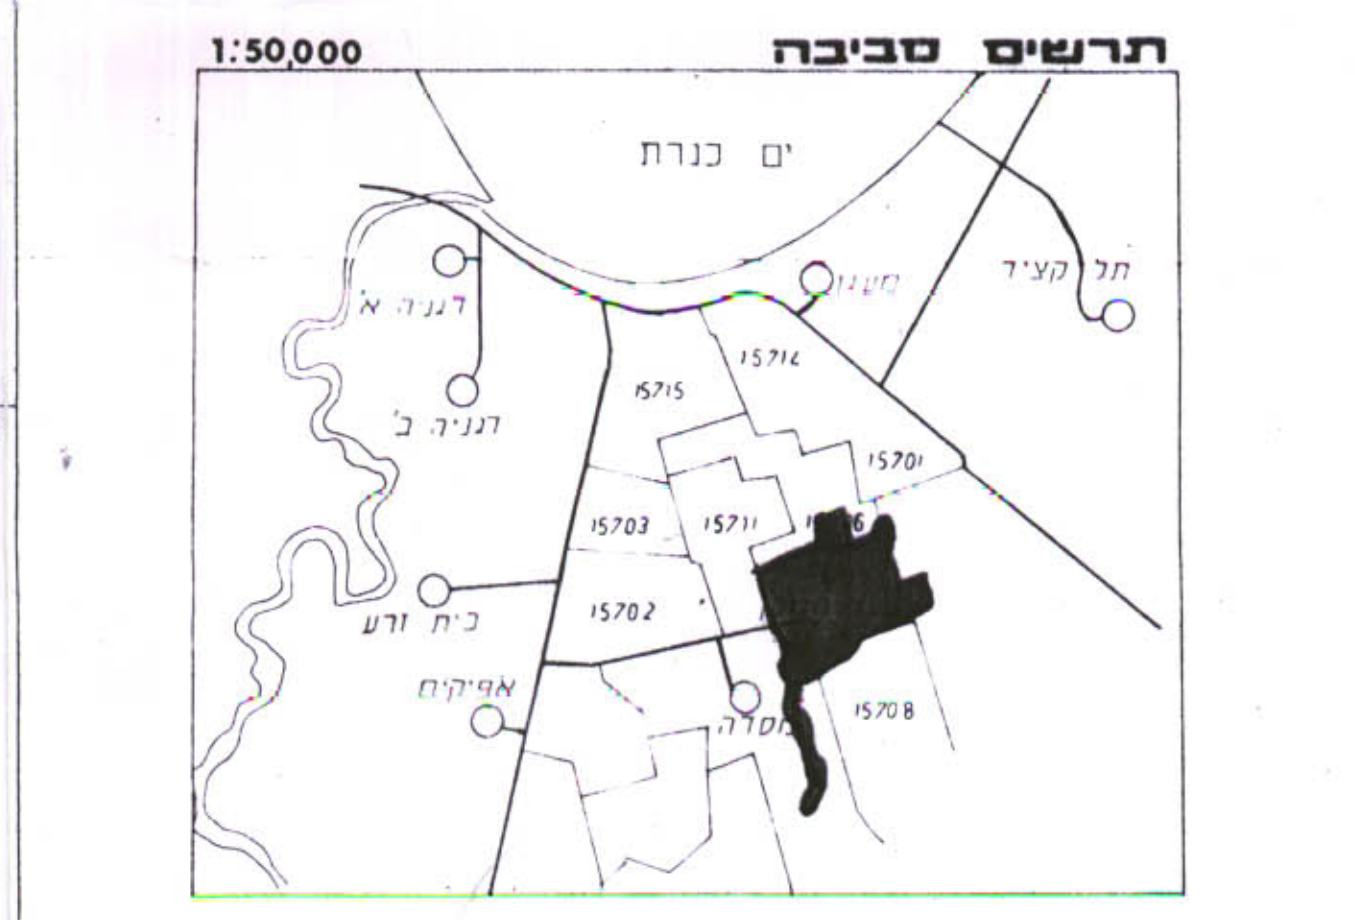 1:50,000
תרשים סביבה
ים כנרת
תל קציר
מעגן
דגניה א'
15714
15715
דגניה ב'
15701
15703
15711
15702
בית זרע
אפיקים
15708
מסדה